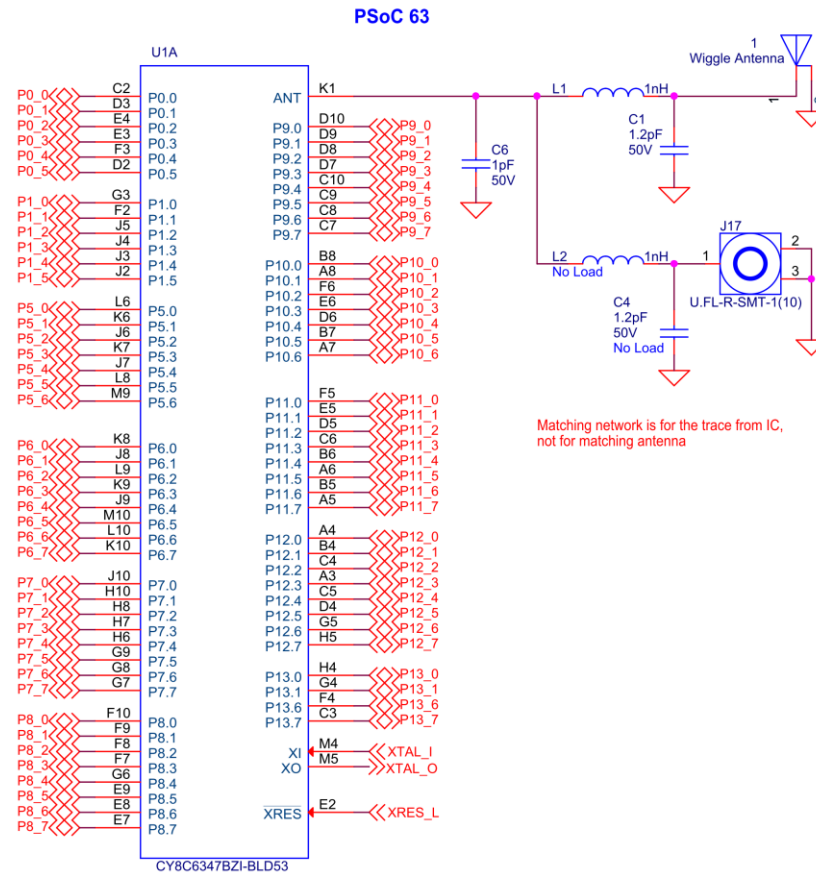 PSoC 63
U1A
P0_0 C2 P0.0
P0_1 D3 P0.1
P0_2 E4 P0.2
P0_3 E3 P0.3
P0_4 F3 P0.4
P0_5 D2 P0.5
P1_0 G3 P1.0
P1_1 F2 P1.1
P1_2 J5 P1.2
P1_3 J4 P1.3
P1_4 J3 P1.4
P1_5 J2 P1.5
P5_0 L6 P5.0
P5_1 K6 P5.1
P5_2 J6 P5.2
P5_3 K7 P5.3
P5_4 J7 P5.4
P5_5 L8 P5.5
P5_6 M9 P5.6
P6_0 K8 P6.0
P6_1 J8 P6.1
P6_2 L9 P6.2
P6_3 K9 P6.3
P6_4 J9 P6.4
P6_5 M10 P6.5
P6_6 L10 P6.6
P6_7 K10 P6.7
P7_0 J10 P7.0
P7_1 H10 P7.1
P7_2 H8 P7.2
P7_3 H7 P7.3
P7_4 H6 P7.4
P7_5 G9 P7.5
P7_6 G8 P7.6
P7_7 G7 P7.7
P8_0 F10 P8.0
P8_1 F9 P8.1
P8_2 F8 P8.2
P8_3 F7 P8.3
P8_4 G6 P8.4
P8_5 E9 P8.5
P8_6 E8 P8.6
P8_7 E7 P8.7
ANT K1
P9.0 D10 P9_0
P9.1 D9 P9_1
P9.2 D8 P9_2
P9.3 D7 P9_3
P9.4 C10 P9_4
P9.5 C9 P9_5
P9.6 C8 P9_6
P9.7 C7 P9_7
P10.0 B8 P10_0
P10.1 A8 P10_1
P10.2 F6 P10_2
P10.3 E6 P10_3
P10.4 D6 P10_4
P10.5 B7 P10_5
P10.6 A7 P10_6
P11.0 F5 P11_0
P11.1 E5 P11_1
P11.2 D5 P11_2
P11.3 C6 P11_3
P11.4 B6 P11_4
P11.5 A6 P11_5
P11.6 B5 P11_6
P11.7 A5 P11_7
P12.0 A4 P12_0
P12.1 B4 P12_1
P12.2 C4 P12_2
P12.3 A3 P12_3
P12.4 C5 P12_4
P12.5 D4 P12_5
P12.6 G5 P12_6
P12.7 H5 P12_7
P13.0 H4 P13_0
P13.1 G4 P13_1
P13.6 F4 P13_6
P13.7 C3 P13_7
XI M4 XTAL_I
XO M5 XTAL_O
XRES E2 XRES_L
CY8C6347BZI-BLD53
1
Wiggle Antenna
1
L1 1nH
C1
1.2pF
50V
C6
1pF
50V
L2 1nH
No Load
C4
1.2pF
50V
No Load
J17
1
2
3
U.FL-R-SMT-1(10)
Matching network is for the trace from IC,
not for matching antenna